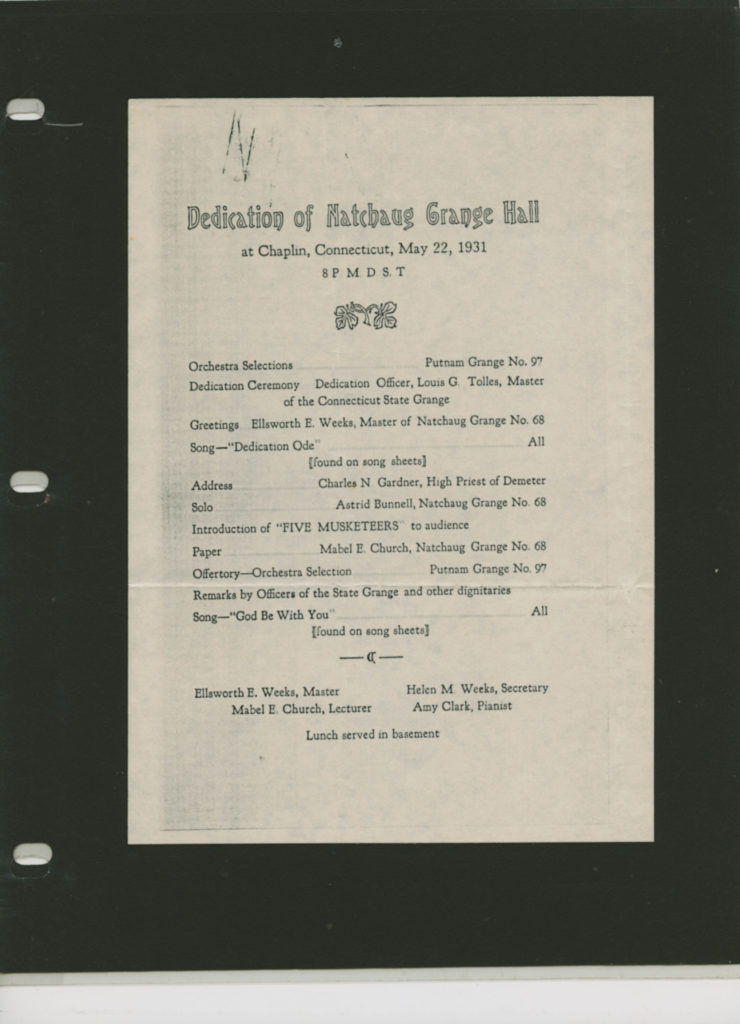 Dedication of Natchaug Grange Hall
at Chaplin, Connecticut, May 22, 1931
8 P M D S. T
Orchestra Selections Putnam Grange No. 97
Dedication Ceremony Dedication Officer, Louis G. Tolles, Master
of the Connecticut State Grange
Greetings Ellsworth E. Weeks, Master of Natchaug Grange No. 68
Song—"Dedication Ode" All
[found on song sheets]
Address Charles N Gardner, High Priest of Demeter
Solo Astrid Bunnell, Natchaug Grange No. 68
Introduction of "FIVE MUSKETEERS" to audience
Paper Mabel E. Church, Natchaug Grange No. 68
Offertory—Orchestra Selection Putnam Grange No. 97
Remarks by Officers of the State Grange and other dignitaries
Song—"God Be With You" All
[found on song sheets]
Ellsworth E. Weeks, Master Helen M. Weeks, Secretary
Mabel E. Church, Lecturer Amy Clark, Pianist
Lunch served in basement